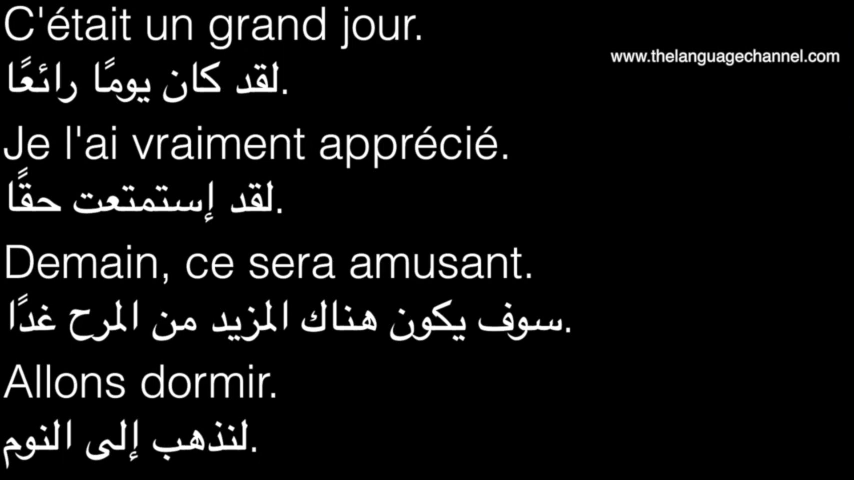 C'était un grand jour.
www.thelanguagechannel.com
لقد كان يومًا رائعًا.
Je l'ai vraiment apprécié.
لقد إستمتعت حقًا.
Demain, ce sera amusant.
سوف يكون هناك المزيد من المرح غدًا.
Allons dormir.
لنذهب إلى النوم.